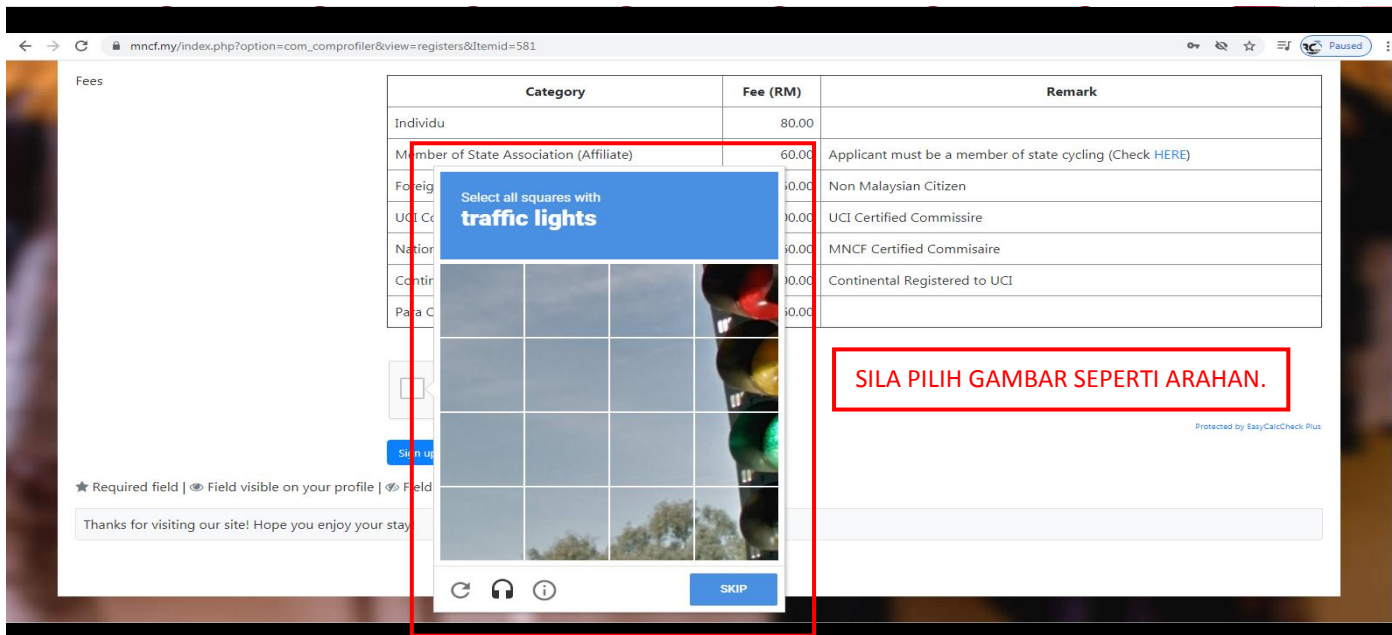 mncf.my/index.php?option=com_comprofiler&view=registers&Itemid=581
Paused
Fees
Category Fee (RM) Remark
Individu 80.00
Member of State Association (Affiliate) 60.00 Applicant must be a member of state cycling (Check HERE)
Non Malaysian Citizen
UCI Certified Commissire
MNCF Certified Commisaire
Continental Registered to UCI
Select all squares with
traffic lights
SILA PILIH GAMBAR SEPERTI ARAHAN.
Protected by EasyCalcCheck Plus
Sign up
Required field | Field visible on your profile | Field
Thanks for visiting our site! Hope you enjoy your stay
SKIP